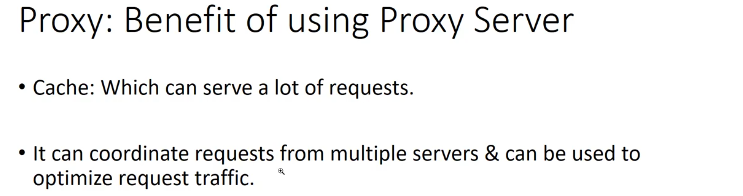 Proxy: Benefit of using Proxy Server
• Cache: Which can serve a lot of requests.
• It can coordinate requests from multiple servers & can be used to
optimize request traffic.